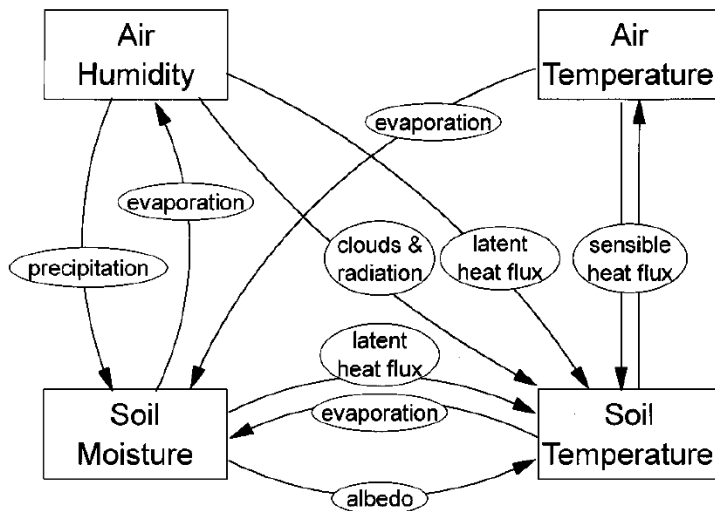 Air
Humidity
Air
Temperature
evaporation
evaporation
precipitation
clouds &
radiation
latent
heat flux
sensible
heat flux
latent
heat flux
evaporation
Soil
Moisture
Soil
Temperature
albedo